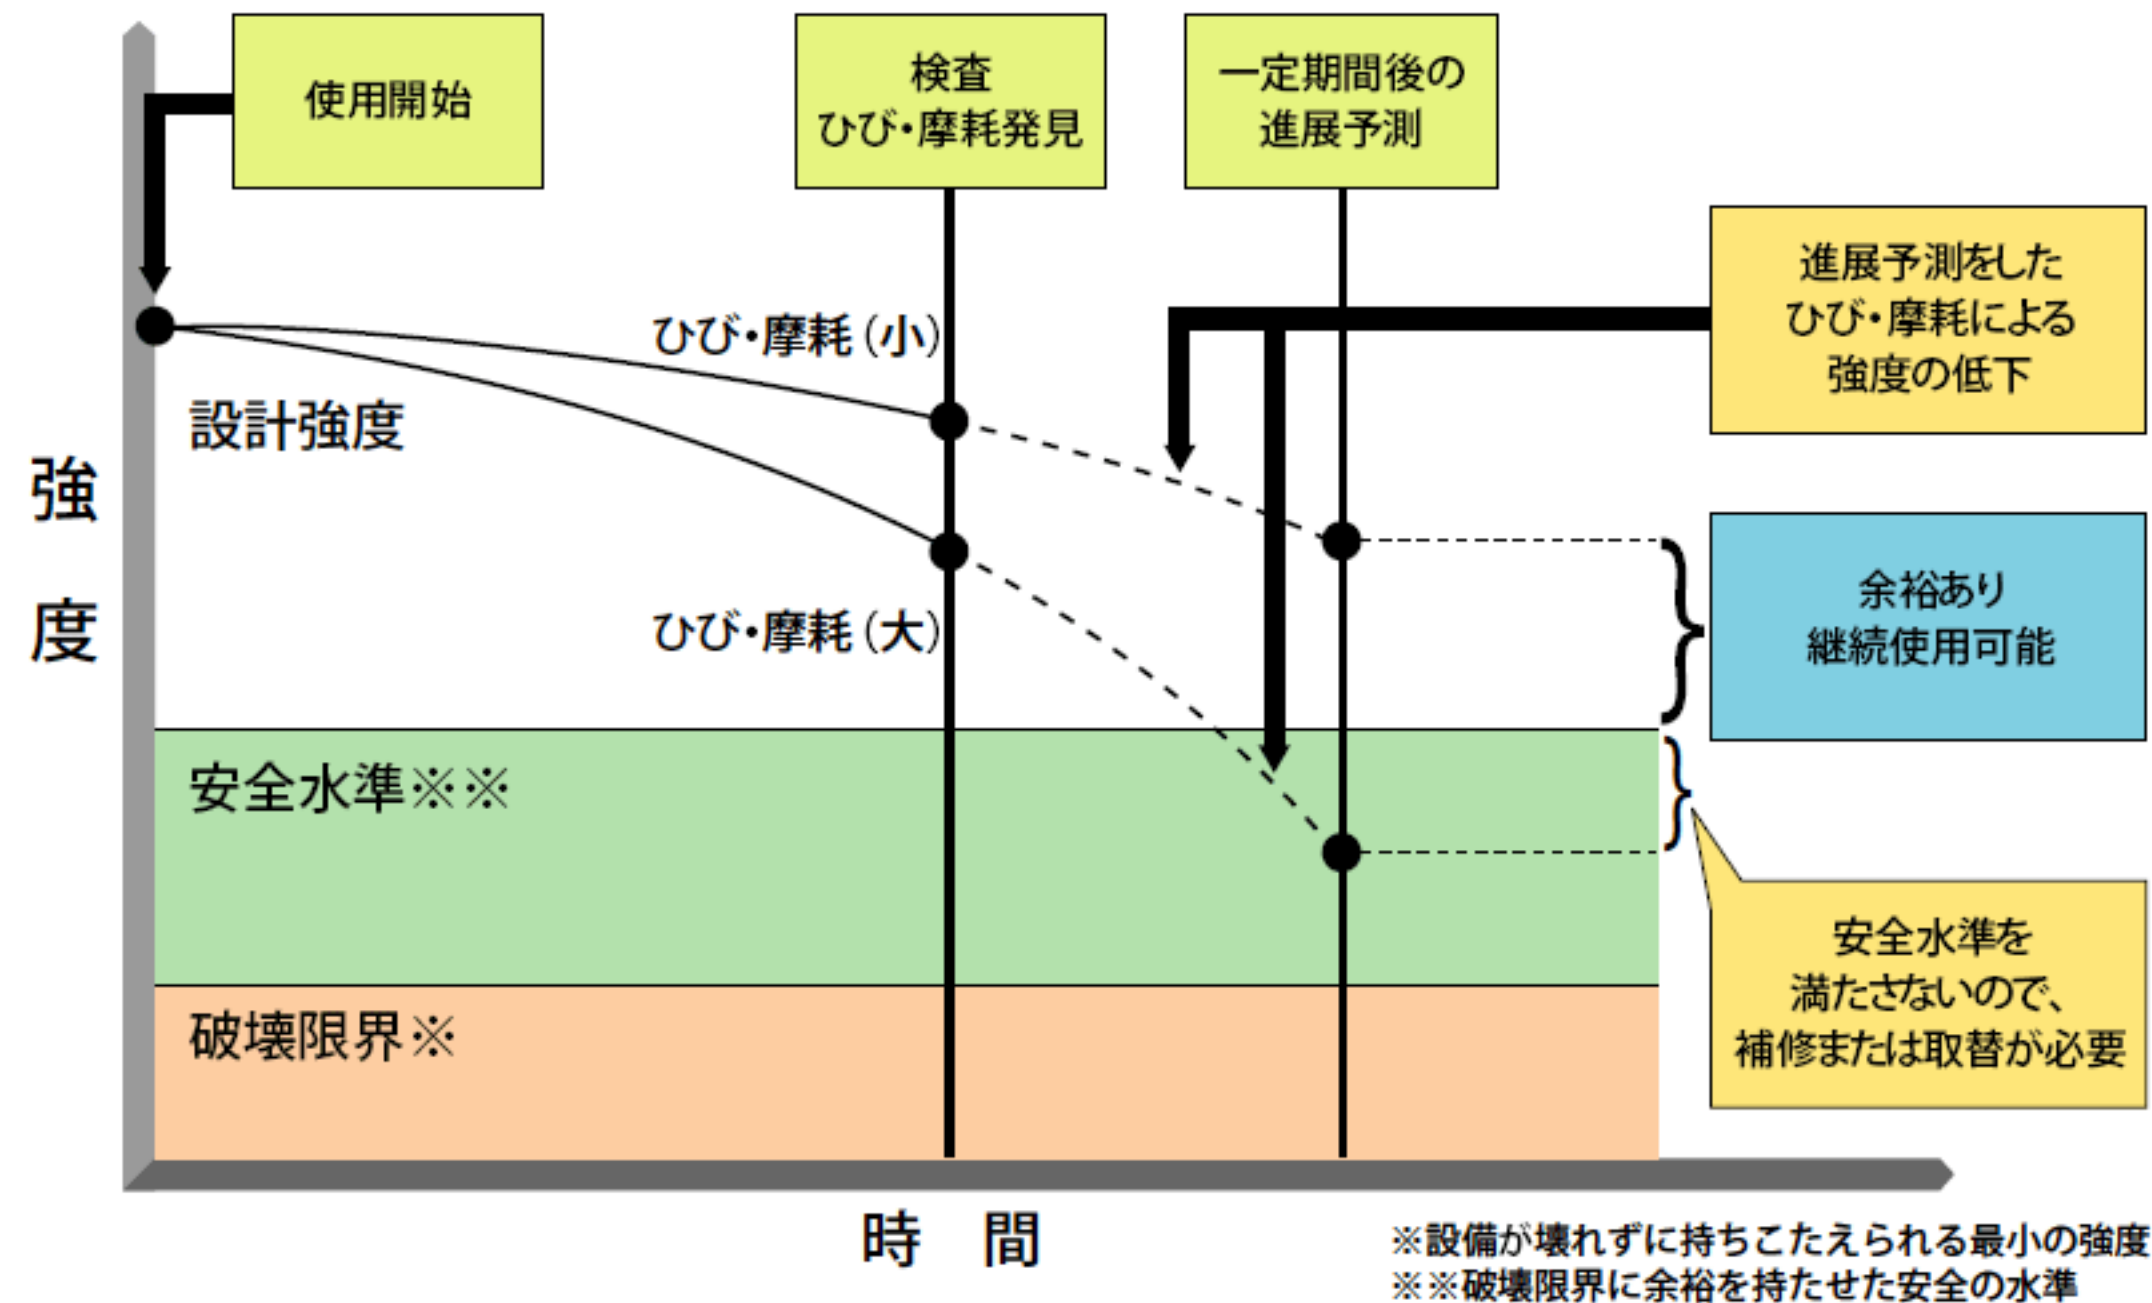 使用開始
検査
ひび・摩耗発見
一定期間後の
進展予測
進展予測をした
ひび・摩耗による
強度の低下
ひび・摩耗（小）
設計強度
強度
余裕あり
継続使用可能
ひび・摩耗（大）
安全水準※※
安全水準を
満たさないので、
補修または取替が必要
破壊限界※
時 間
※設備が壊れずに持ちこたえられる最小の強度
※※破壊限界に余裕を持たせた安全の水準